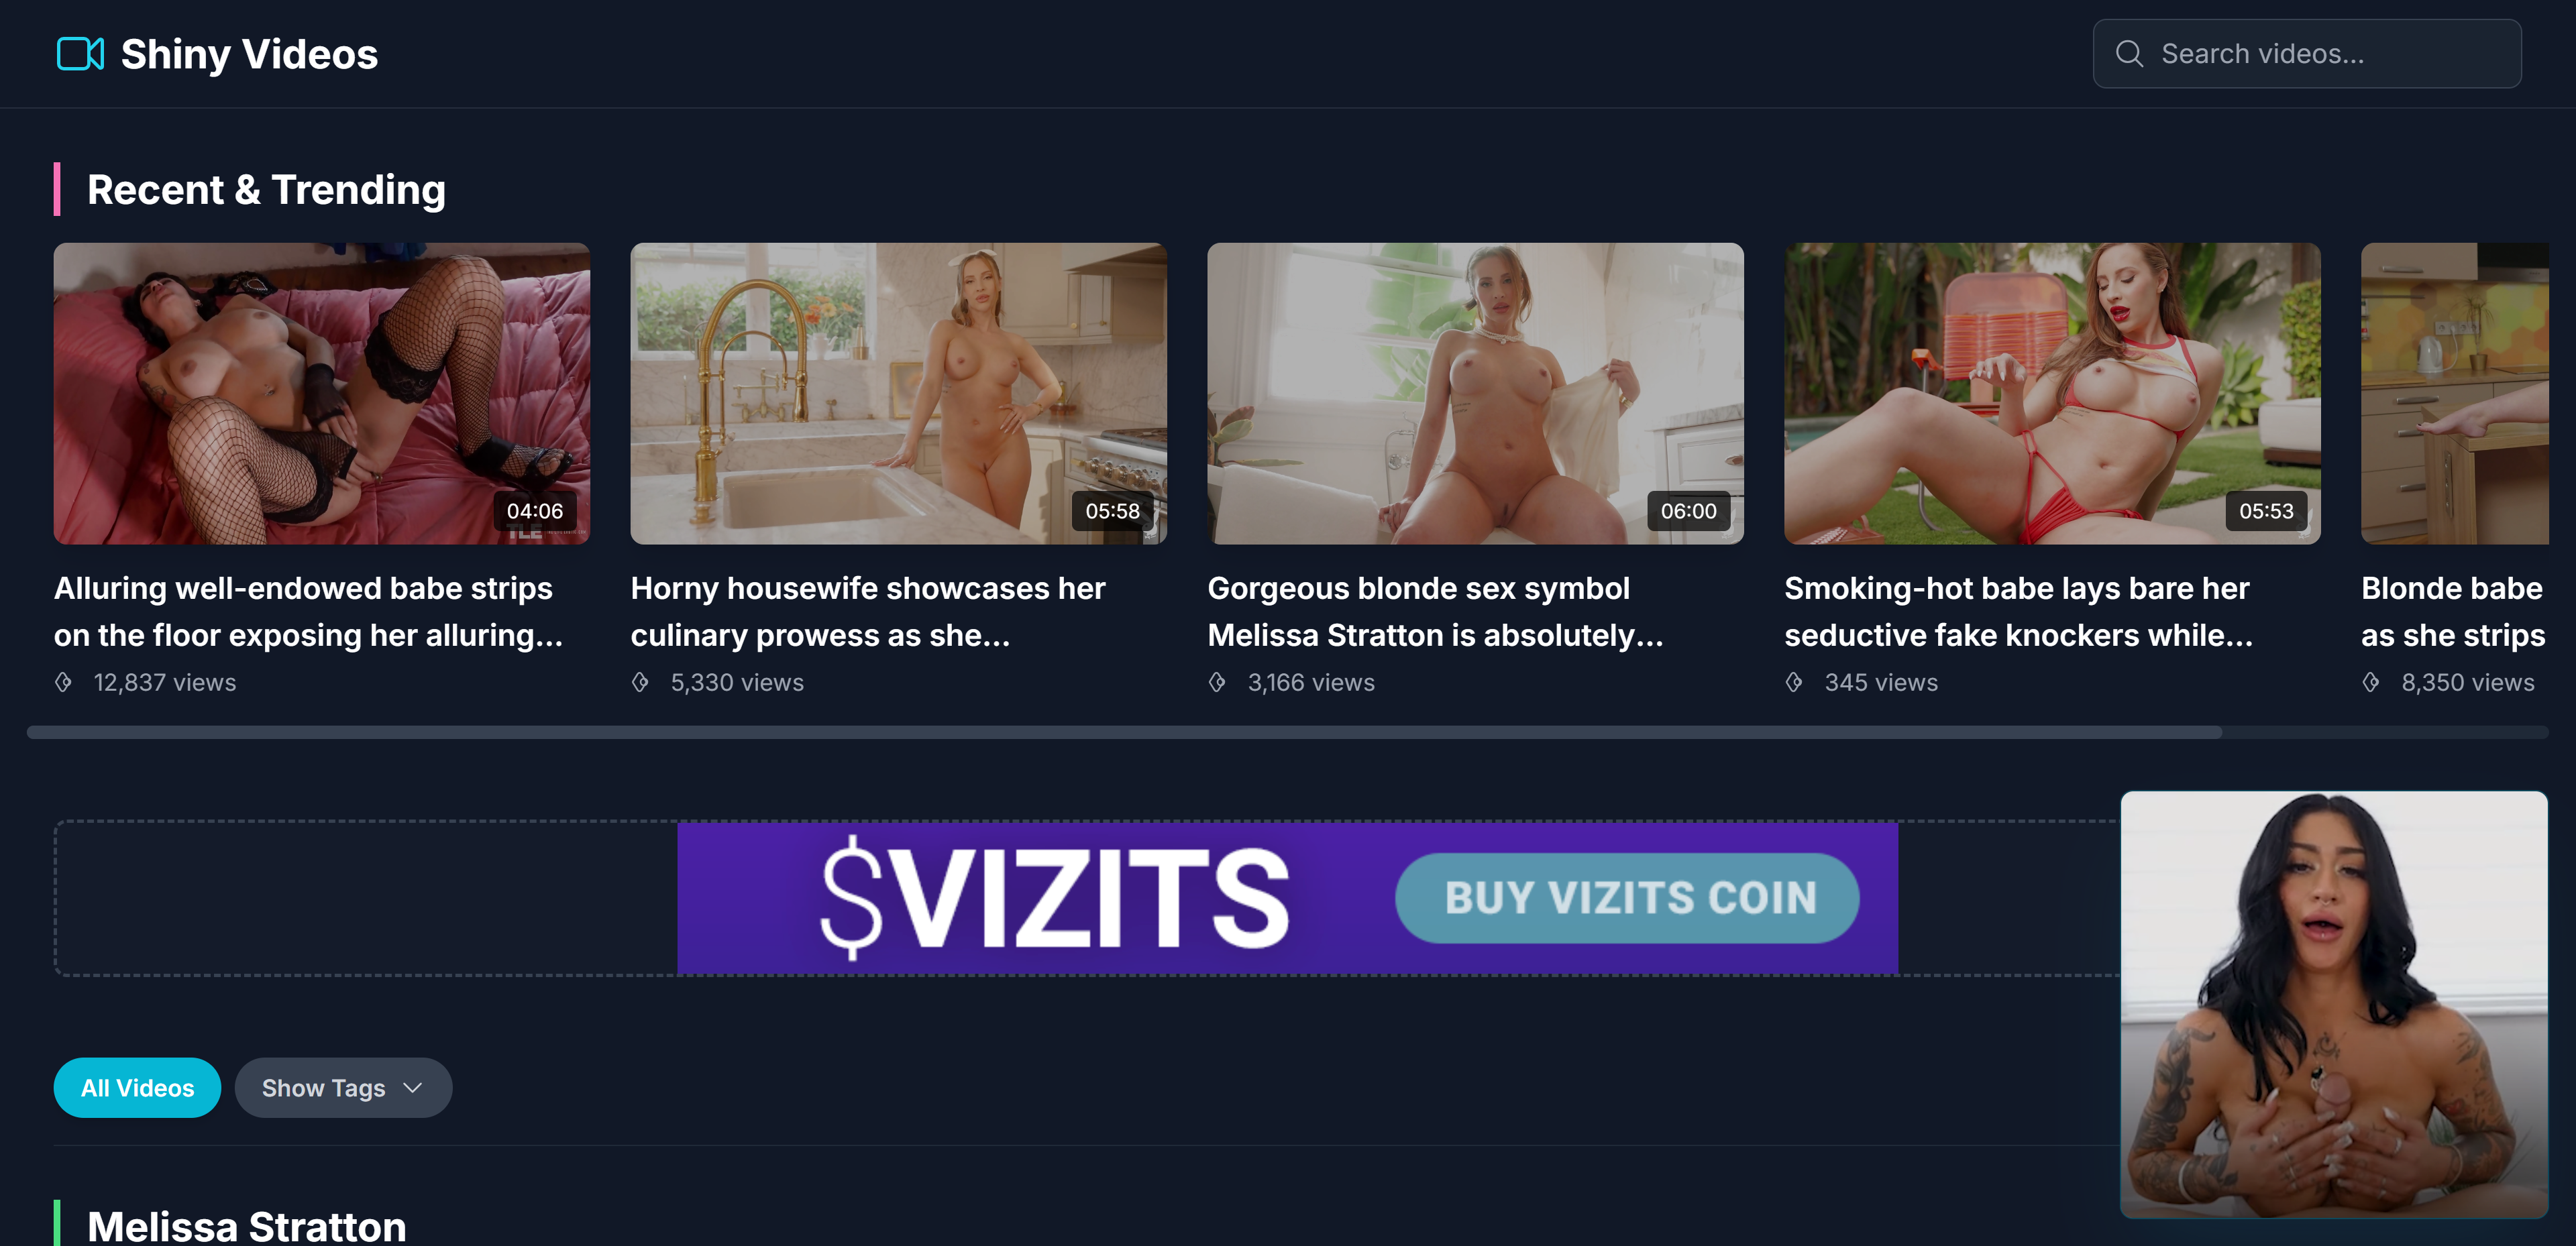 Shiny Videos
Search videos...
Recent & Trending
04:06
05:58
06:00
05:53
TLE
Alluring well-endowed babe strips
on the floor exposing her alluring...
12,837 views
Horny housewife showcases her
culinary prowess as she...
5,330 views
Gorgeous blonde sex symbol
Melissa Stratton is absolutely...
3,166 views
Smoking-hot babe lays bare her
seductive fake knockers while...
345 views
Blonde babe
as she strips
8,350 views
$VIZITS
BUY VIZITS COIN
All Videos
Show Tags
Melissa Stratton